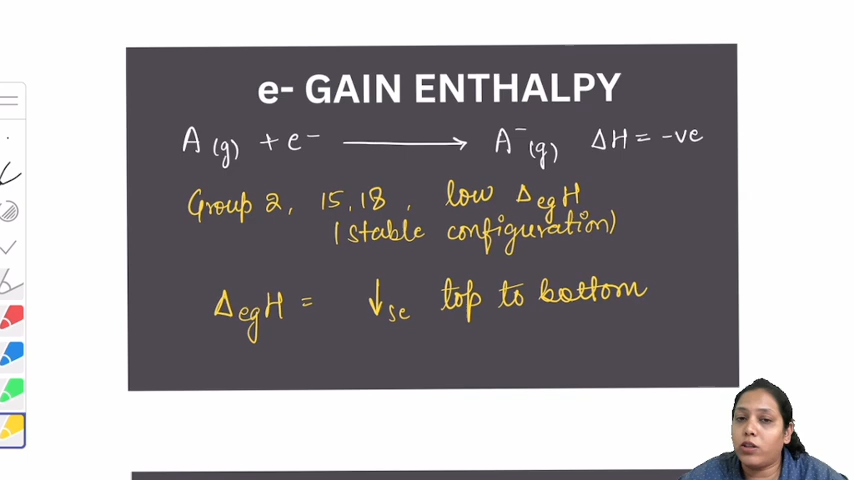 e- GAIN ENTHALPY
A(g) + e⁻ ⟶ A⁻(g) ΔH = -ve
Group 2, 15, 18, low ΔegH
(stable configuration)
ΔegH = ↓se top to bottom